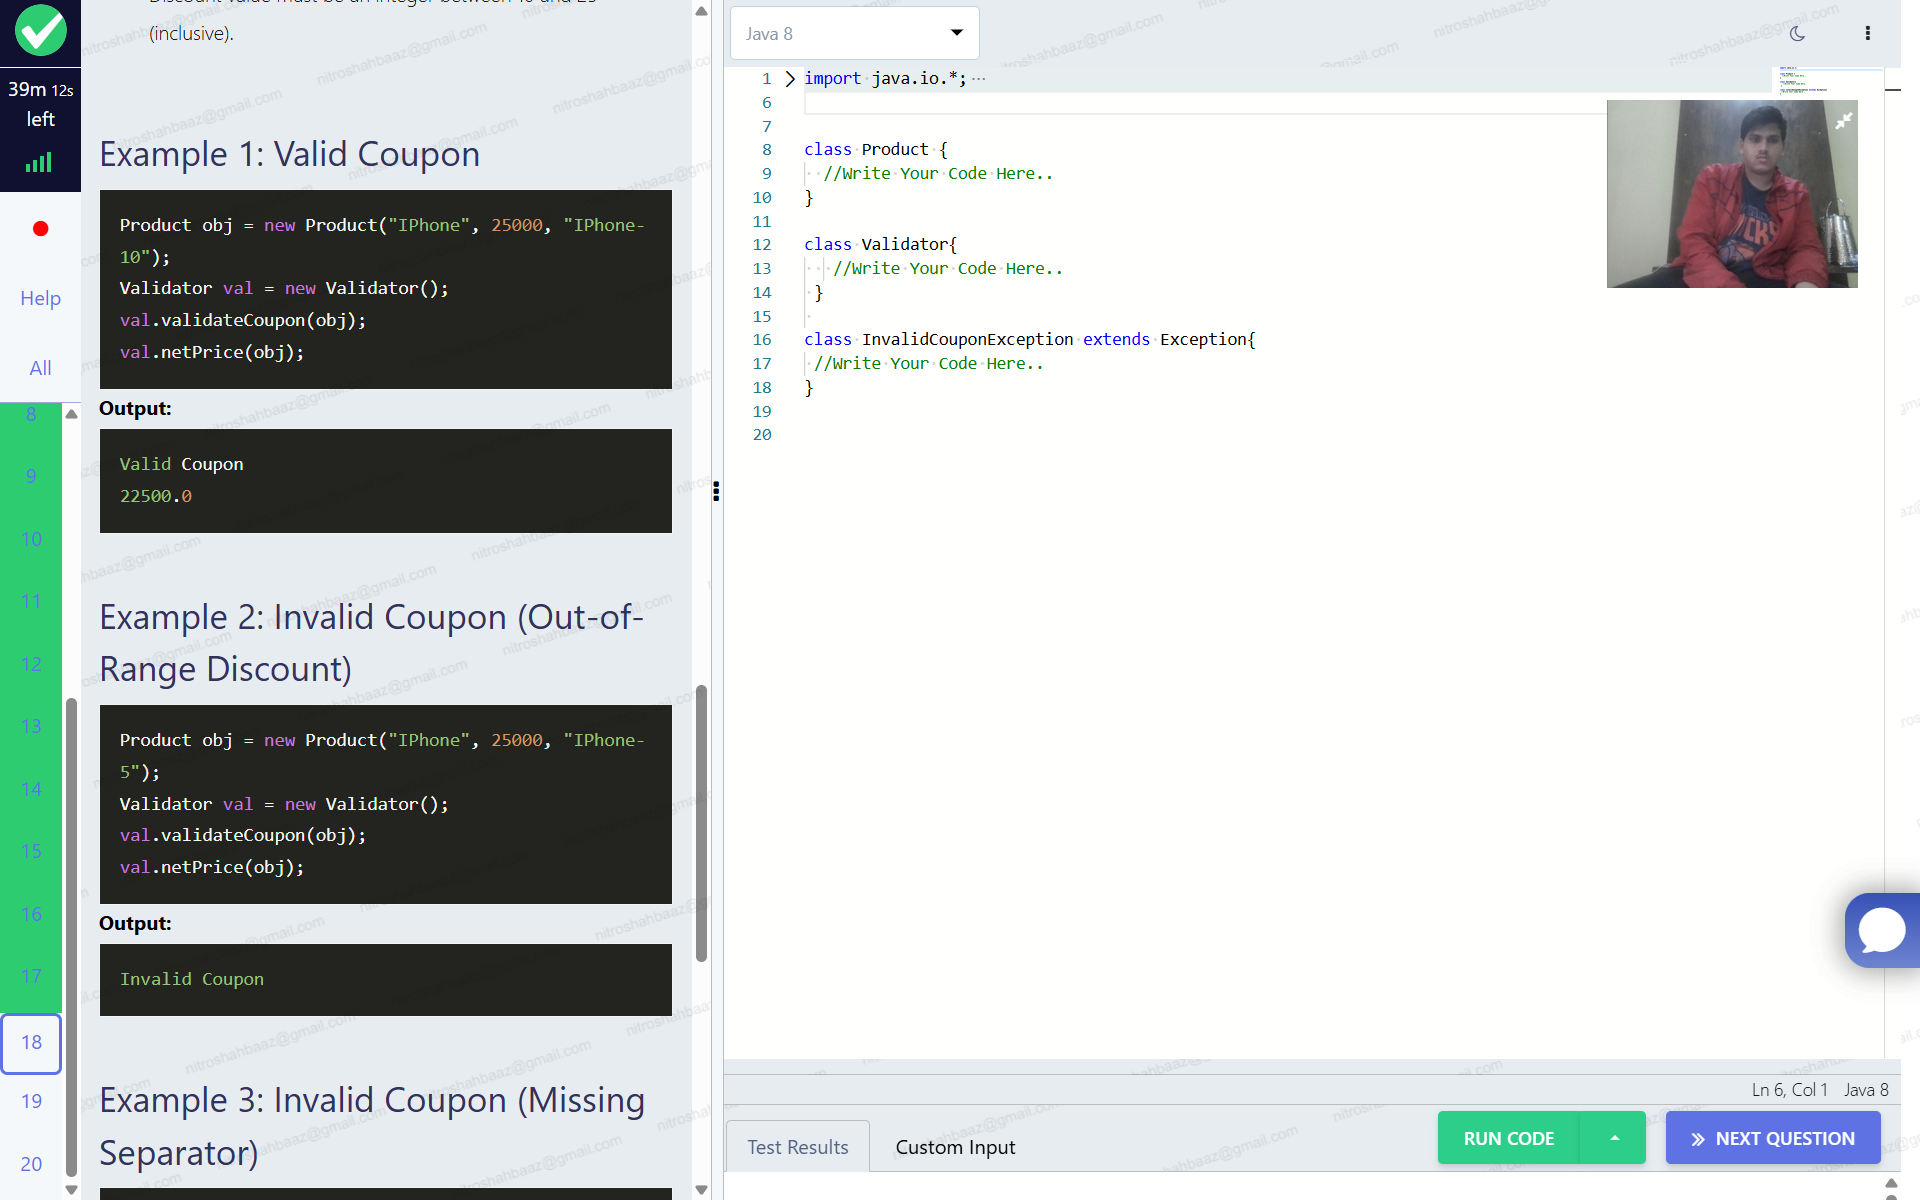 39m 12s
left
Help
All
8
9
10
11
12
13
14
15
16
17
18
19
20
(inclusive).
Example 1: Valid Coupon
Product obj = new Product("IPhone", 25000, "IPhone-
10");
Validator val = new Validator();
val.validateCoupon(obj);
val.netPrice(obj);
Output:
Valid Coupon
22500.0
Example 2: Invalid Coupon (Out-of-
Range Discount)
Product obj = new Product("IPhone", 25000, "IPhone-
5");
Validator val = new Validator();
val.validateCoupon(obj);
val.netPrice(obj);
Output:
Invalid Coupon
Example 3: Invalid Coupon (Missing
Separator)
Java 8
1 import java.io.*; ···
6
7
8 class Product {
9 //Write Your Code Here..
10 }
11
12 class Validator{
13 //Write Your Code Here..
14 }
15
16 class InvalidCouponException extends Exception{
17 //Write Your Code Here..
18 }
19
20
Ln 6, Col 1 Java 8
Test Results
Custom Input
RUN CODE
NEXT QUESTION
nitroshahbaaz@gmail.com